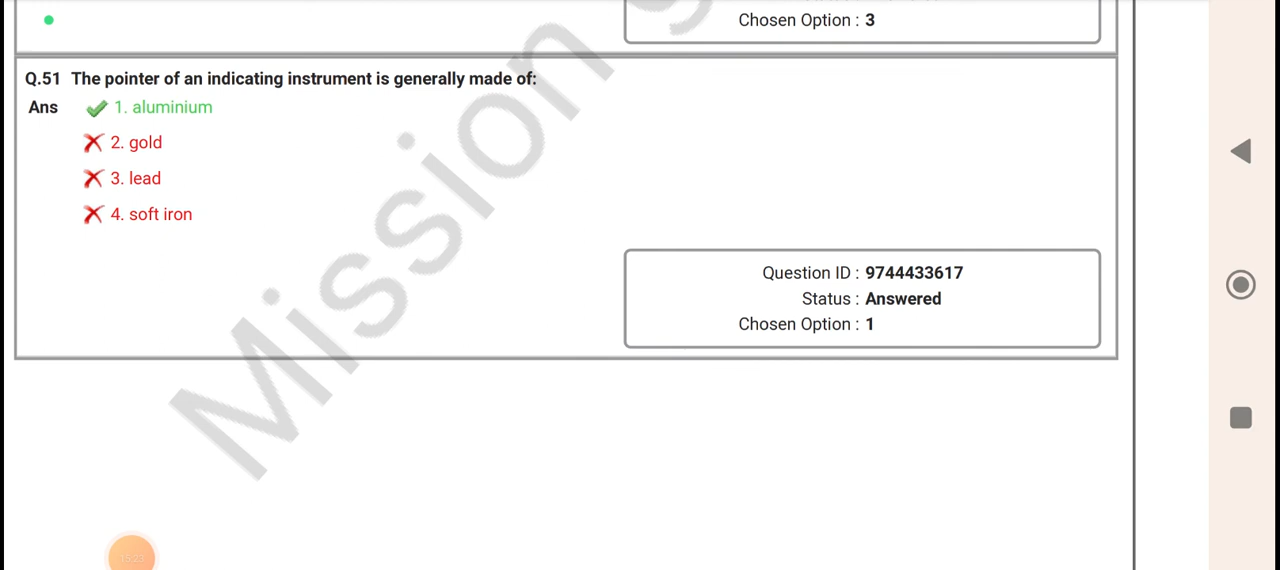 Chosen Option : 3
Q.51 The pointer of an indicating instrument is generally made of:
Ans 1. aluminium
2. gold
3. lead
4. soft iron
Question ID : 9744433617
Status : Answered
Chosen Option : 1
Mission